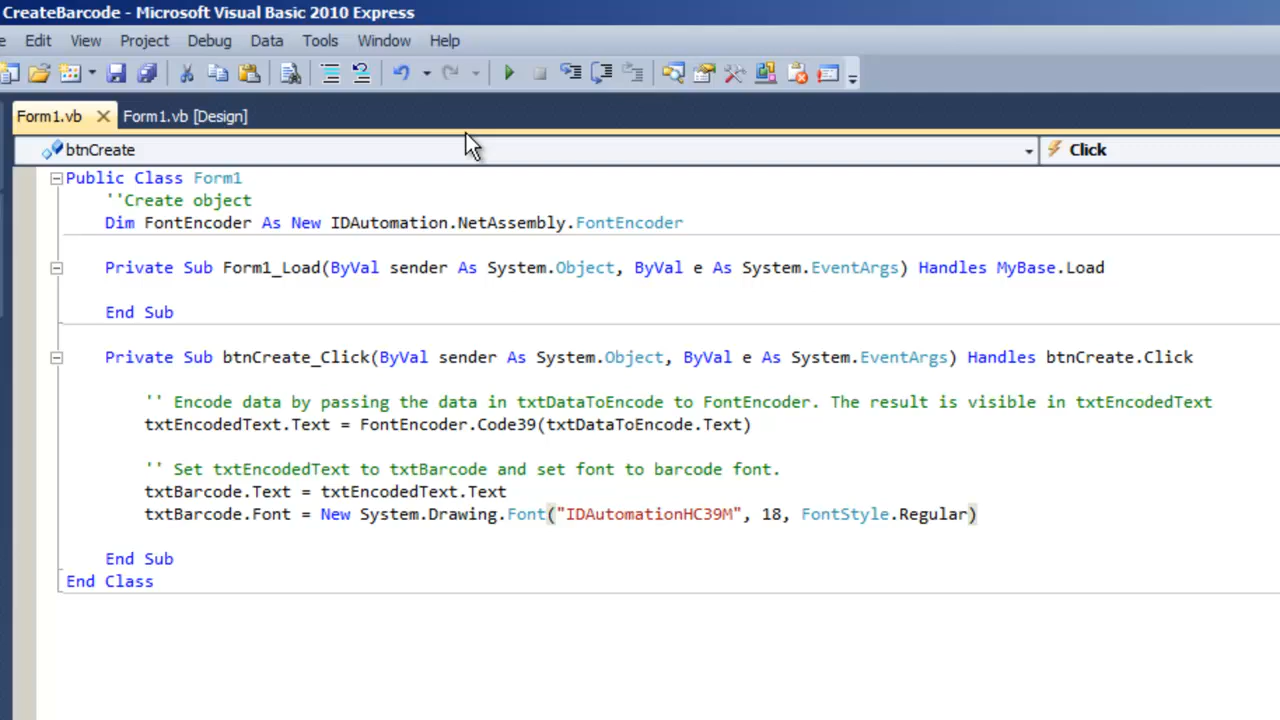 CreateBarcode - Microsoft Visual Basic 2010 Express
e Edit View Project Debug Data Tools Window Help
Form1.vb Form1.vb [Design]
btnCreate Click
Public Class Form1
''Create object
Dim FontEncoder As New IDAutomation.NetAssembly.FontEncoder
Private Sub Form1_Load(ByVal sender As System.Object, ByVal e As System.EventArgs) Handles MyBase.Load
End Sub
Private Sub btnCreate_Click(ByVal sender As System.Object, ByVal e As System.EventArgs) Handles btnCreate.Click
'' Encode data by passing the data in txtDataToEncode to FontEncoder. The result is visible in txtEncodedText
txtEncodedText.Text = FontEncoder.Code39(txtDataToEncode.Text)
'' Set txtEncodedText to txtBarcode and set font to barcode font.
txtBarcode.Text = txtEncodedText.Text
txtBarcode.Font = New System.Drawing.Font("IDAutomationHC39M", 18, FontStyle.Regular)
End Sub
End Class